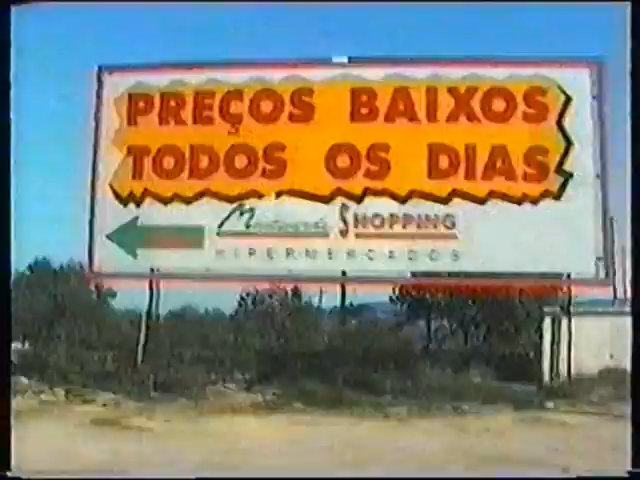 PREÇOS BAIXOS
TODOS OS DIAS
SHOPPING
HIPERMERCADOS